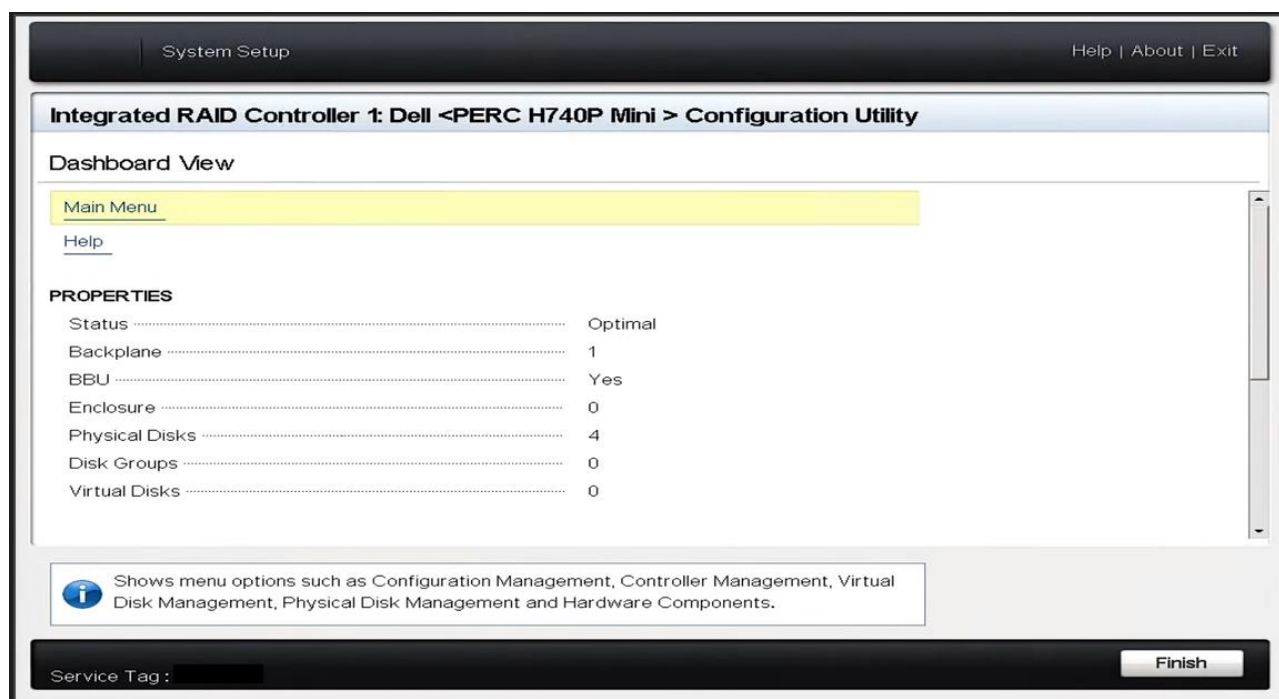 System Setup
Help | About | Exit
Integrated RAID Controller 1: Dell <PERC H740P Mini > Configuration Utility
Dashboard View
Main Menu
Help
PROPERTIES
Status Optimal
Backplane 1
BBU Yes
Enclosure 0
Physical Disks 4
Disk Groups 0
Virtual Disks 0
Shows menu options such as Configuration Management, Controller Management, Virtual
Disk Management, Physical Disk Management and Hardware Components.
Service Tag :
Finish